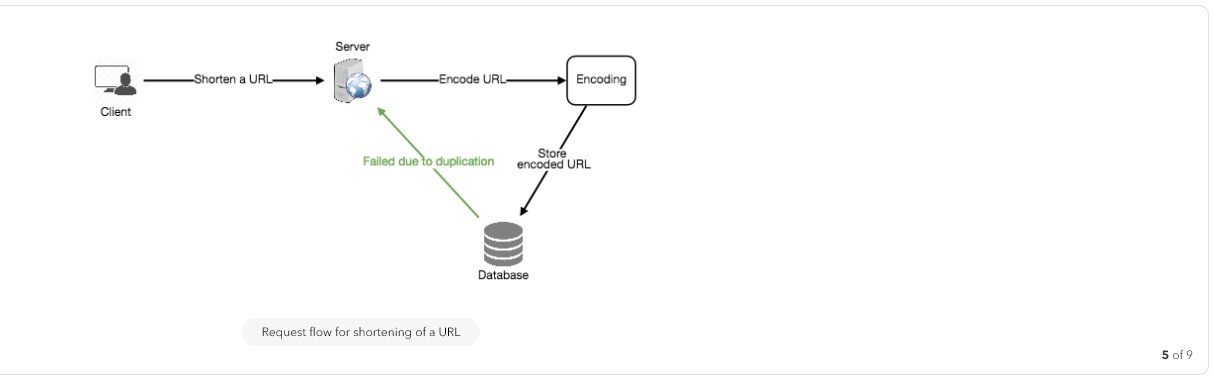 Server
Shorten a URL
Encode URL
Encoding
Client
Failed due to duplication
Store
encoded URL
Database
Request flow for shortening of a URL
5 of 9